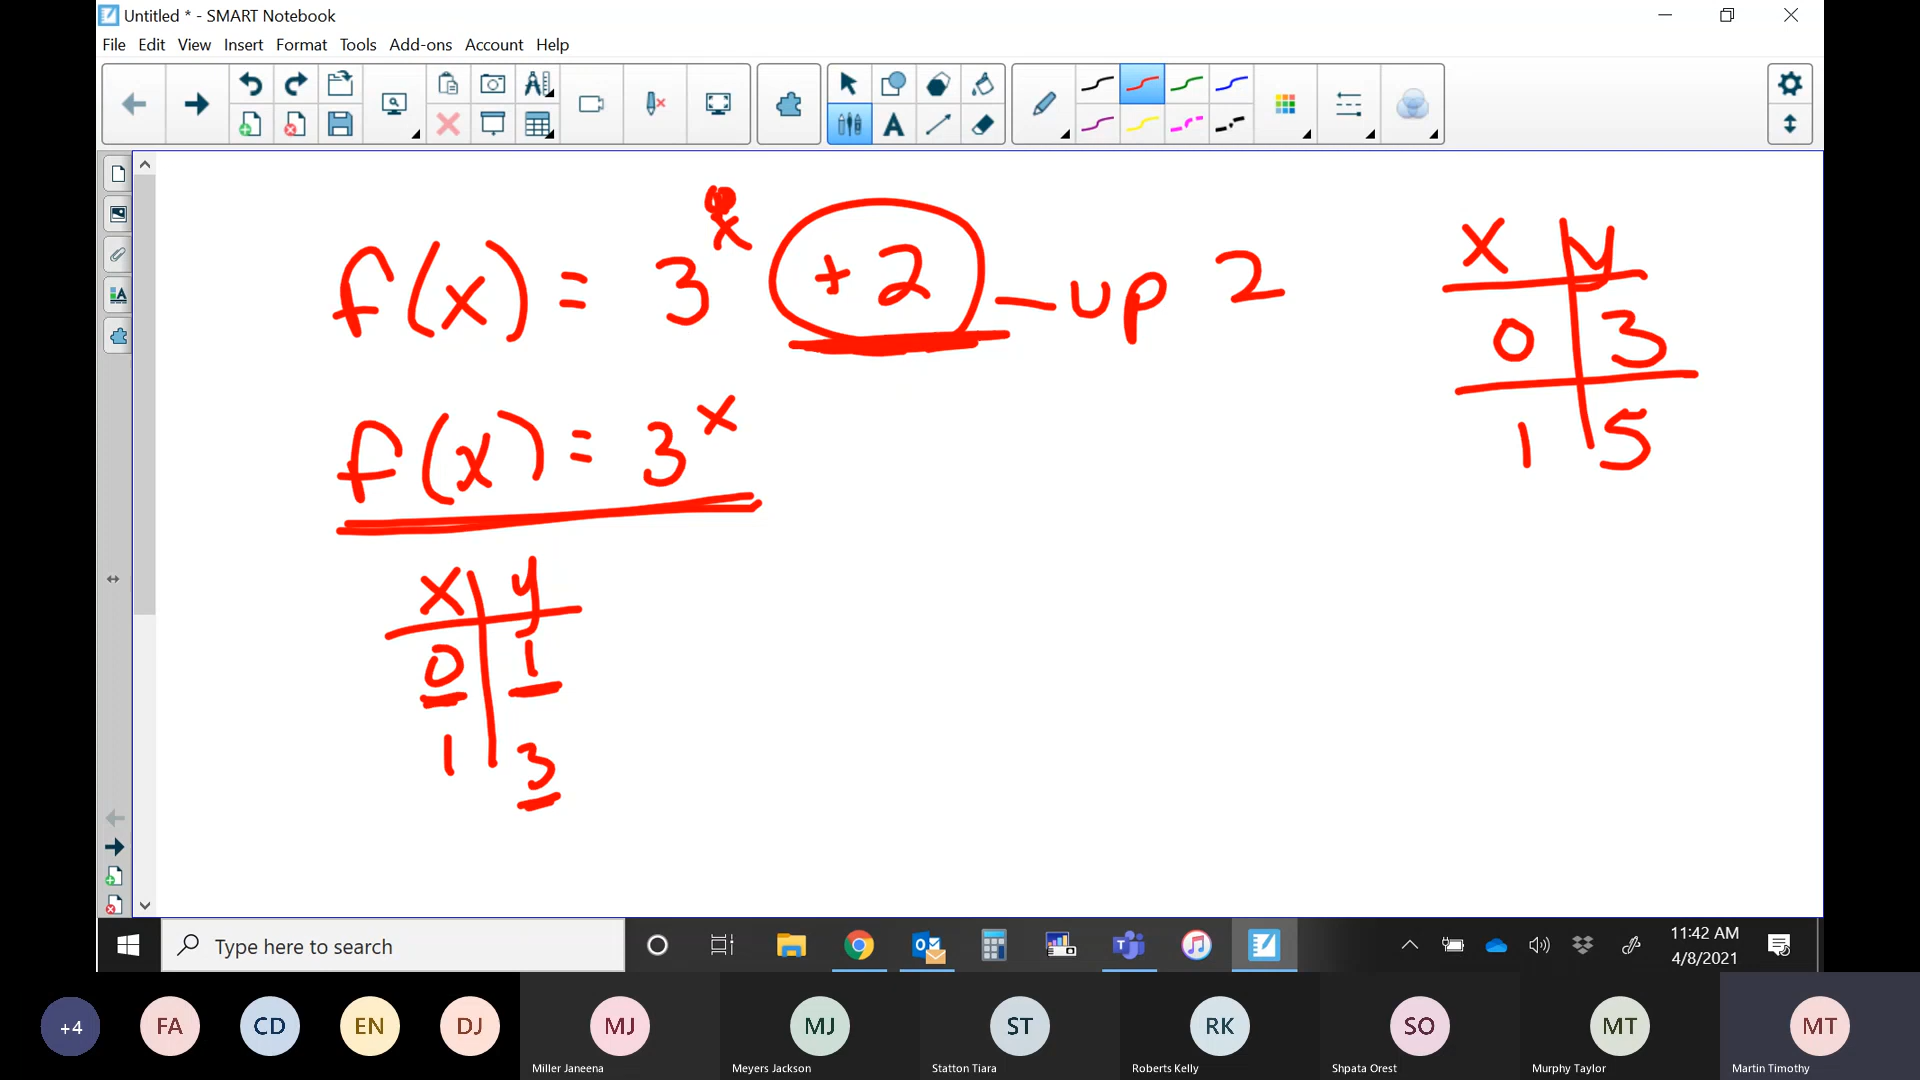 Untitled * - SMART Notebook
File Edit View Insert Format Tools Add-ons Account Help
f(x) = 3^x +2 — up 2
x y
0 3
1 5
f(x) = 3^x
x y
0 1
1 3
Type here to search
11:42 AM
4/8/2021
+4 FA CD EN DJ MJ MJ ST RK SO MT MT
Miller Janeena Meyers Jackson Statton Tiara Roberts Kelly Shpata Orest Murphy Taylor Martin Timothy